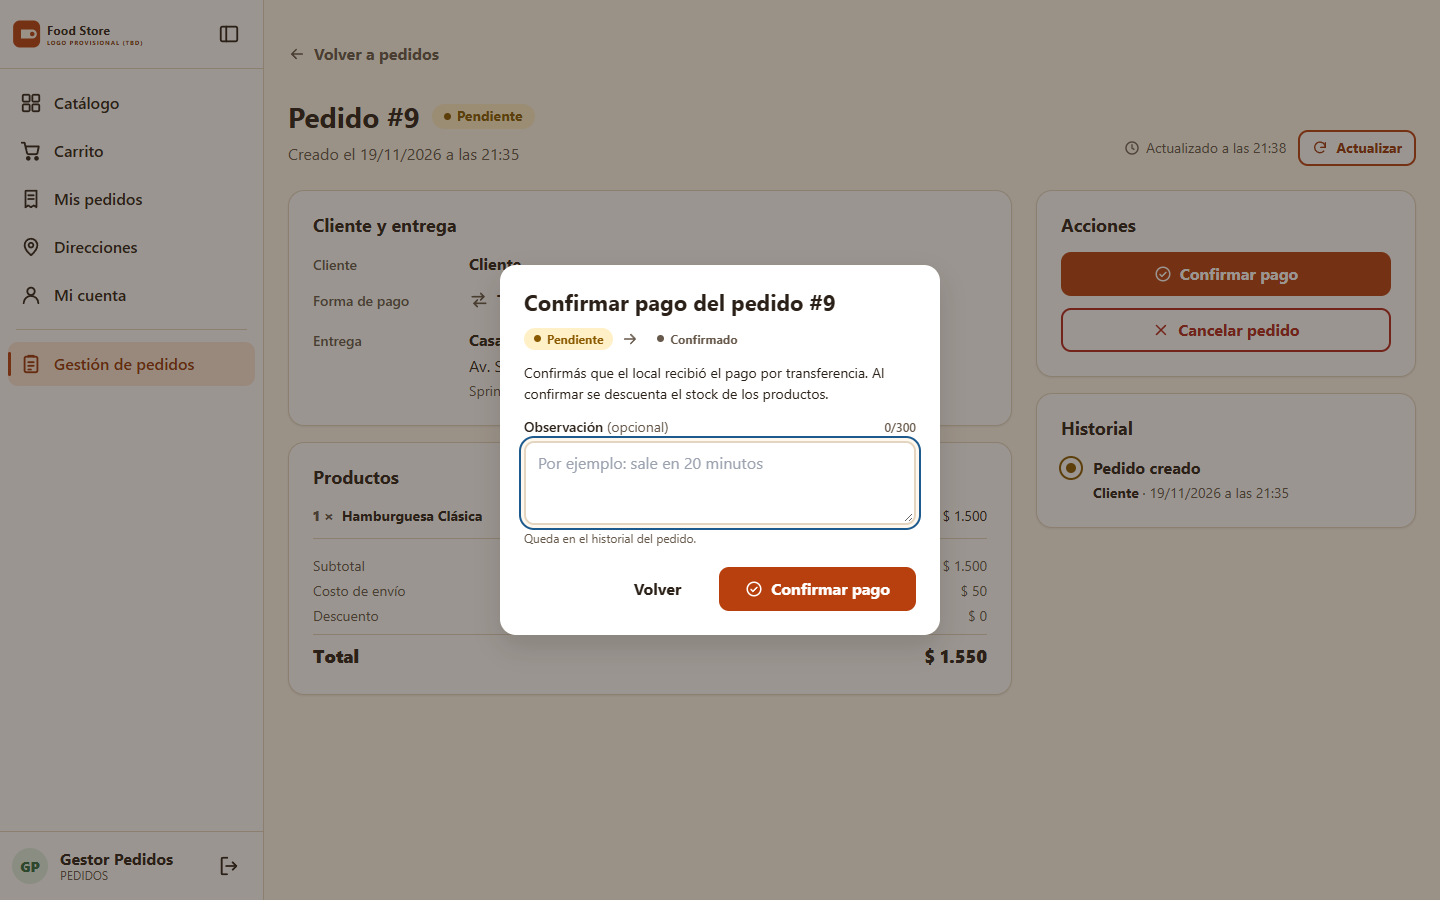 Food Store
LOGO PROVISIONAL (TBD)
Catálogo
Carrito
Mis pedidos
Direcciones
Mi cuenta
Gestión de pedidos
GP
Gestor Pedidos
PEDIDOS
Volver a pedidos
Pedido #9
Pendiente
Creado el 19/11/2026 a las 21:35
Actualizado a las 21:38
Actualizar
Cliente y entrega
Cliente
Cliente
Forma de pago
Entrega
Casa
Av.
Productos
1 × Hamburguesa Clásica
$ 1.500
Subtotal
$ 1.500
Costo de envío
$ 50
Descuento
$ 0
Total
$ 1.550
Confirmar pago del pedido #9
Pendiente → Confirmado
Confirmás que el local recibió el pago por transferencia. Al
confirmar se descuenta el stock de los productos.
Observación (opcional)
0/300
Por ejemplo: sale en 20 minutos
Queda en el historial del pedido.
Volver
Confirmar pago
Acciones
Confirmar pago
Cancelar pedido
Historial
Pedido creado
Cliente · 19/11/2026 a las 21:35